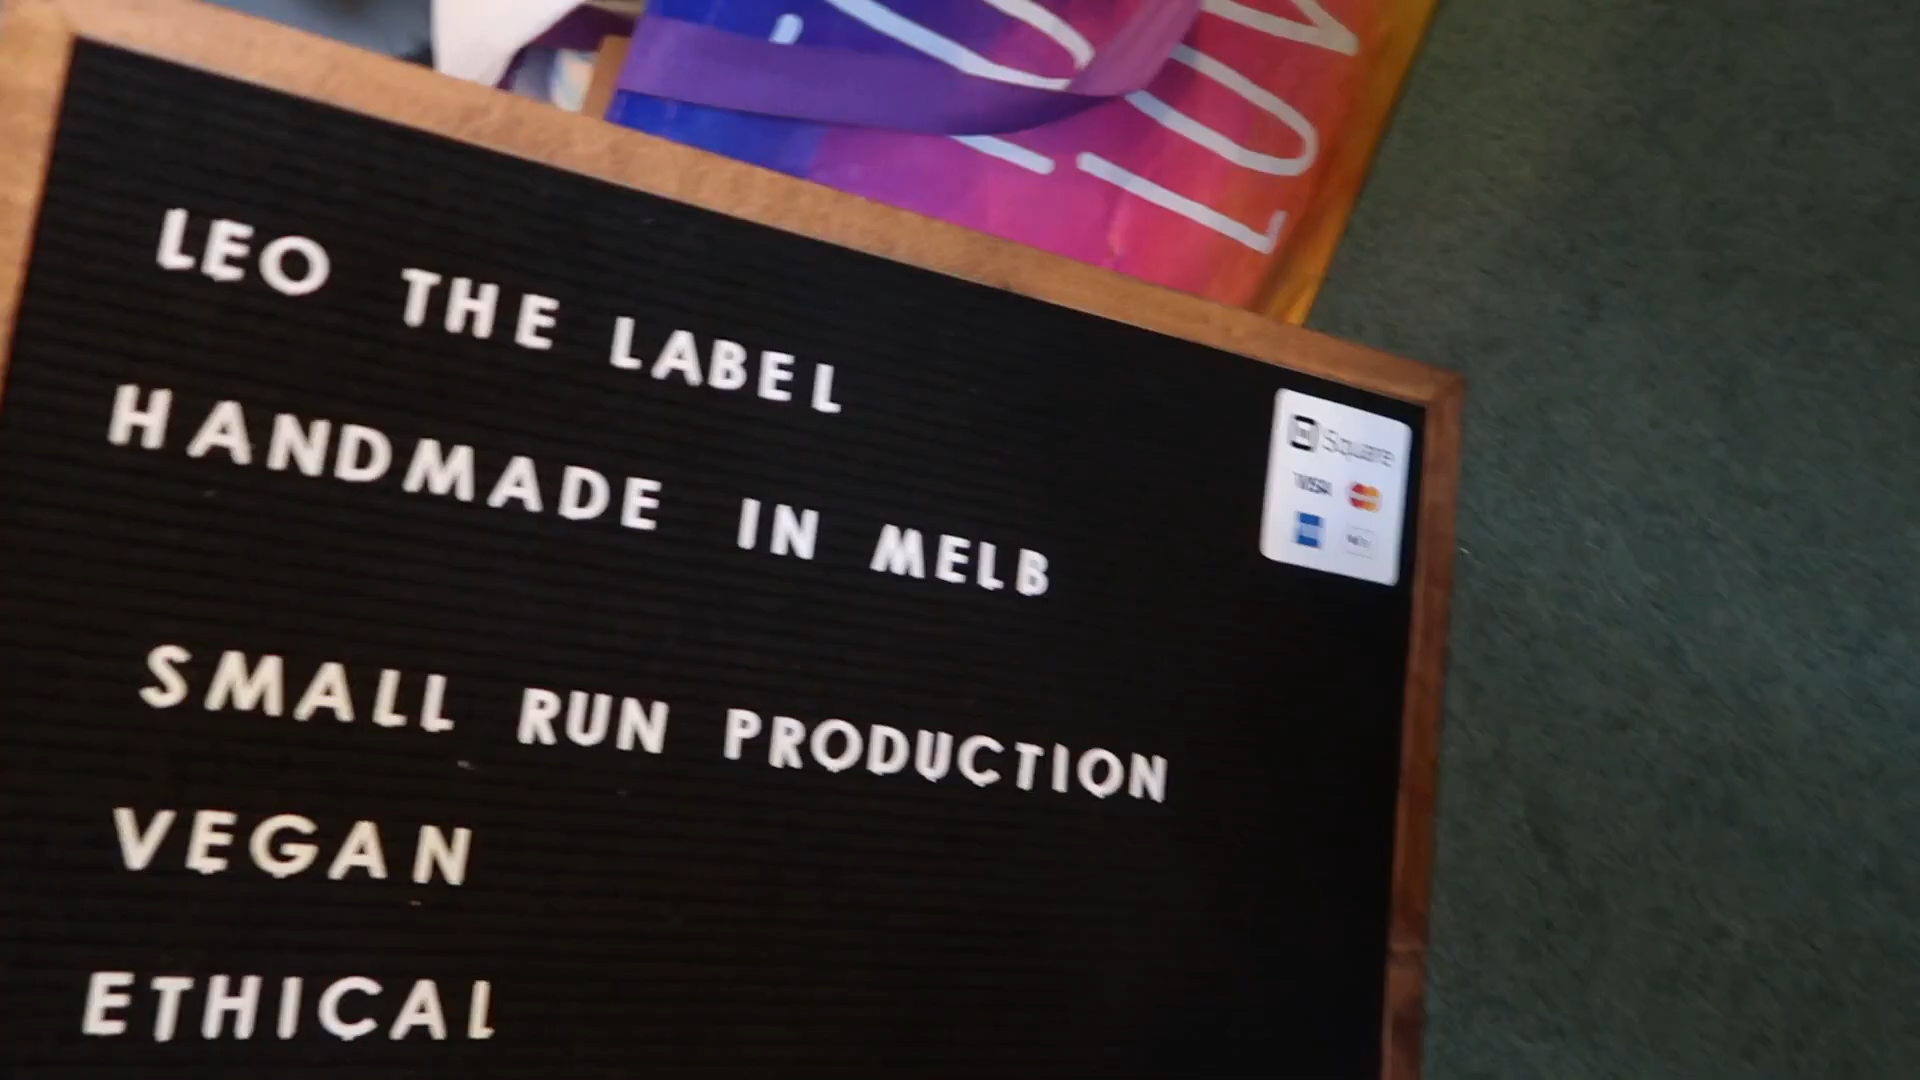 LEO THE LABEL
HANDMADE IN MELB
Square
VISA
SMALL RUN PRODUCTION
VEGAN
ETHICAL